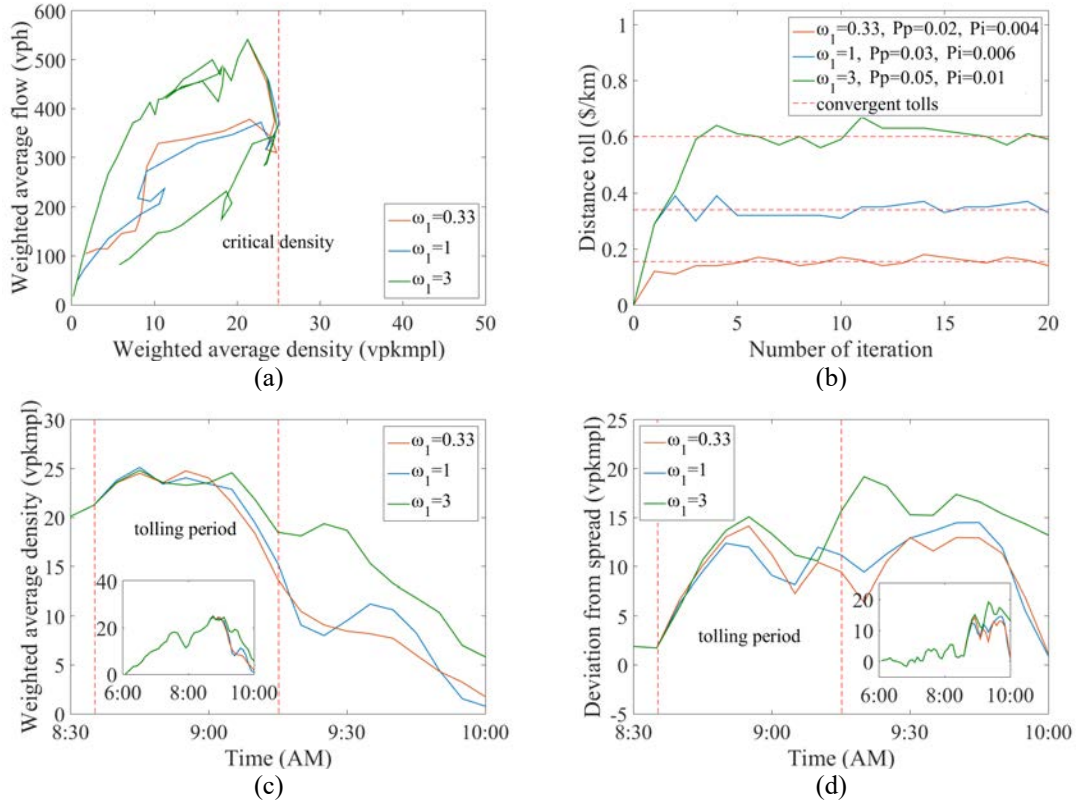 600
500
400
300
200
100
0
Weighted average flow (vph)
critical density
ω1=0.33
ω1=1
ω1=3
0 10 20 30 40 50
Weighted average density (vpkmpl)
(a)
1
0.8
0.6
0.4
0.2
0
Distance toll ($/km)
ω1=0.33, Pp=0.02, Pi=0.004
ω1=1, Pp=0.03, Pi=0.006
ω1=3, Pp=0.05, Pi=0.01
convergent tolls
0 5 10 15 20
Number of iteration
(b)
30
25
20
15
10
5
0
Weighted average density (vpkmpl)
ω1=0.33
ω1=1
ω1=3
tolling period
40
20
0
6:00 8:00 10:00
8:30 9:00 9:30 10:00
Time (AM)
(c)
25
20
15
10
5
0
-5
Deviation from spread (vpkmpl)
ω1=0.33
ω1=1
ω1=3
tolling period
20
10
0
6:00 8:00 10:00
8:30 9:00 9:30 10:00
Time (AM)
(d)